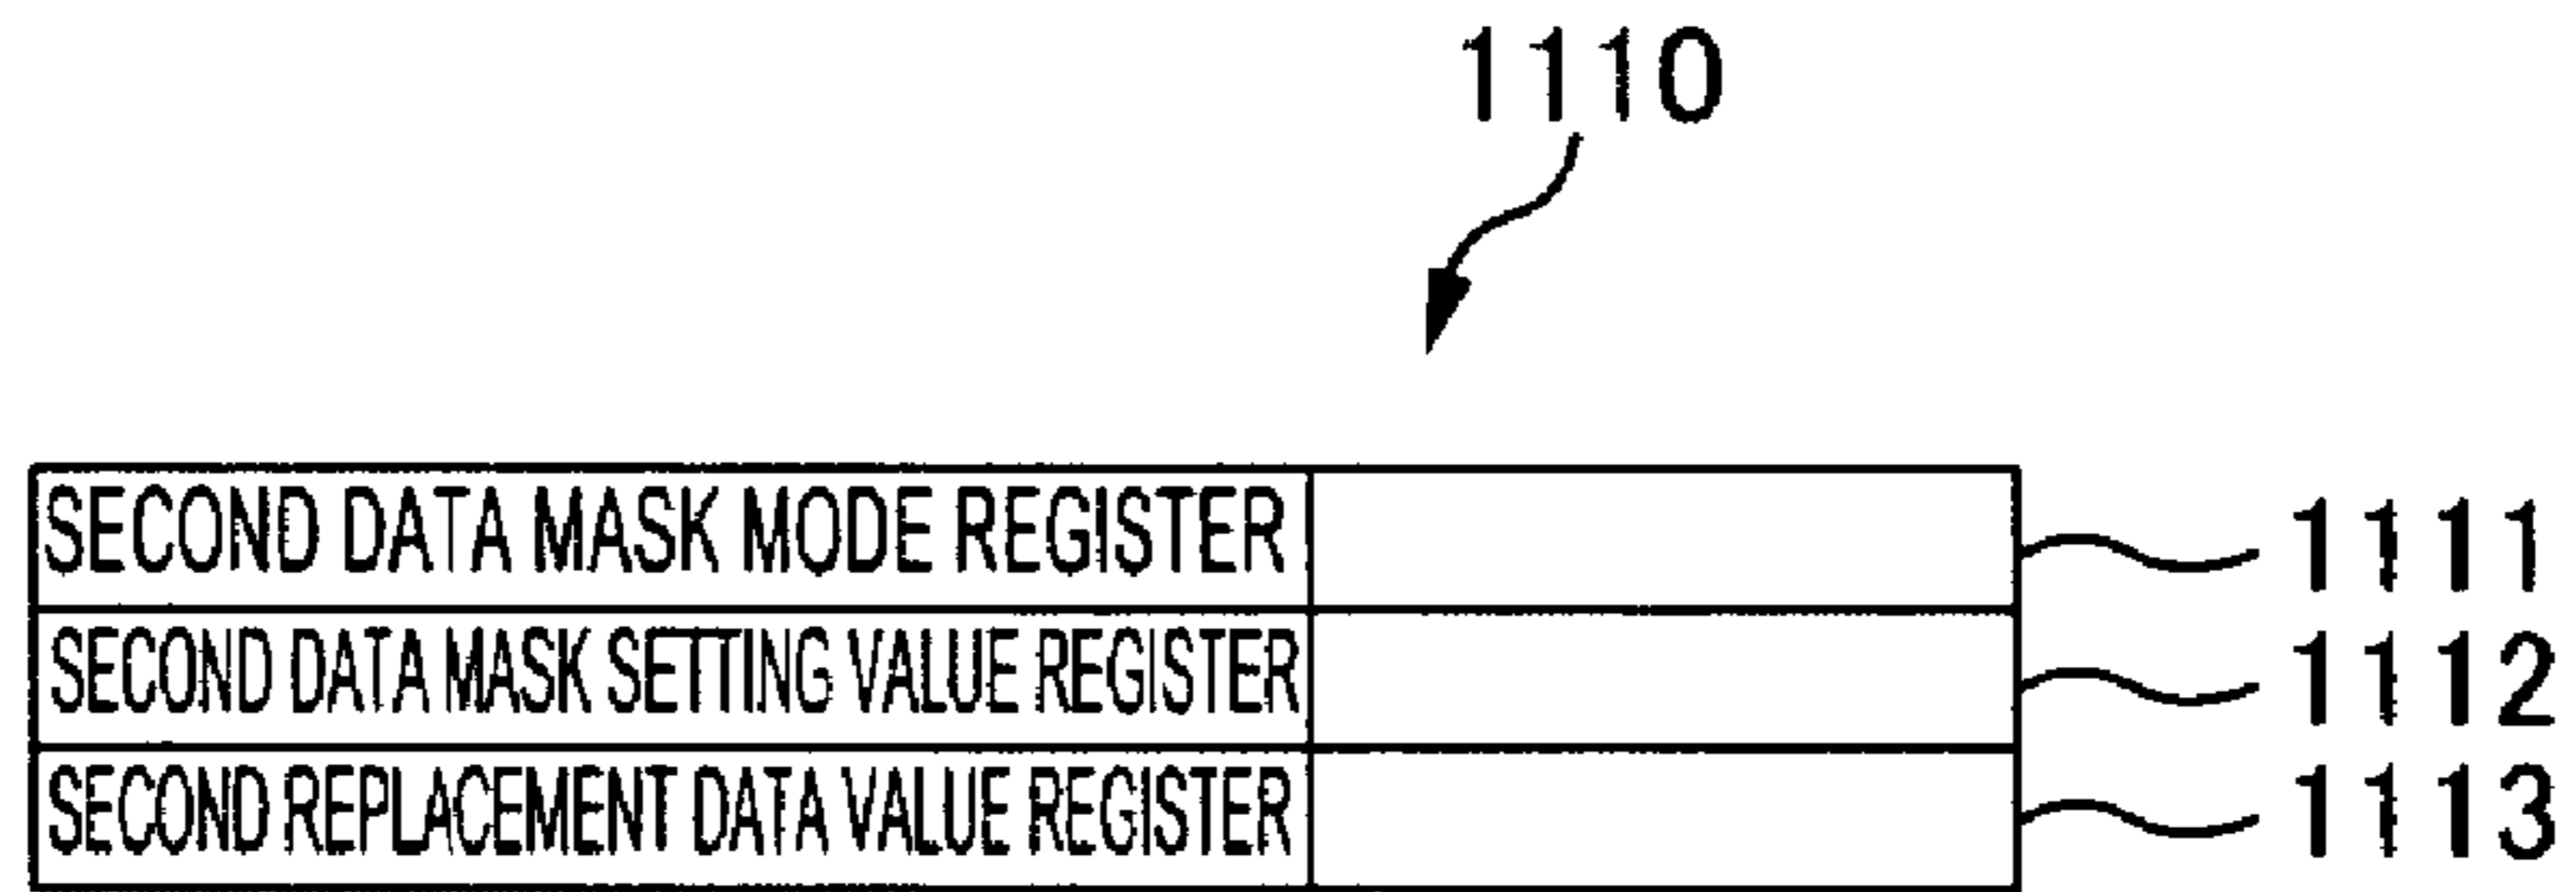 1110
SECOND DATA MASK MODE REGISTER 1111
SECOND DATA MASK SETTING VALUE REGISTER 1112
SECOND REPLACEMENT DATA VALUE REGISTER 1113